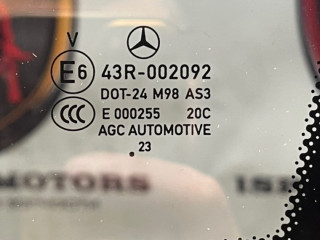 V
E6 43R-002092
DOT-24 M98 AS3
CCC E 000255 20C
AGC AUTOMOTIVE
23
MOTORS